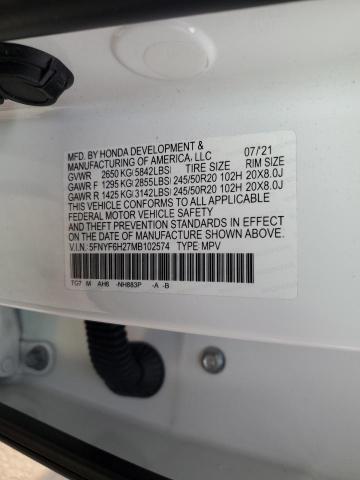 MFD. BY HONDA DEVELOPMENT & 07/21
MANUFACTURING OF AMERICA, LLC
GVWR 2650 KG( 5842LBS) TIRE SIZE RIM SIZE
GAWR F 1295 KG( 2855LBS) 245/50R20 102H 20X8.0J
GAWR R 1425 KG( 3142LBS) 245/50R20 102H 20X8.0J
THIS VEHICLE CONFORMS TO ALL APPLICABLE
FEDERAL MOTOR VEHICLE SAFETY BUMPER,
AND THEFT PREVENTION STANDARDS IN EFFECT
ON THE DATE OF MANUFACTURE SHOWN ABOVE.
V.I.N. 5FNYF6H27MB102574 TYPE MPV
TG7 M AH6 -NH883P -A -B